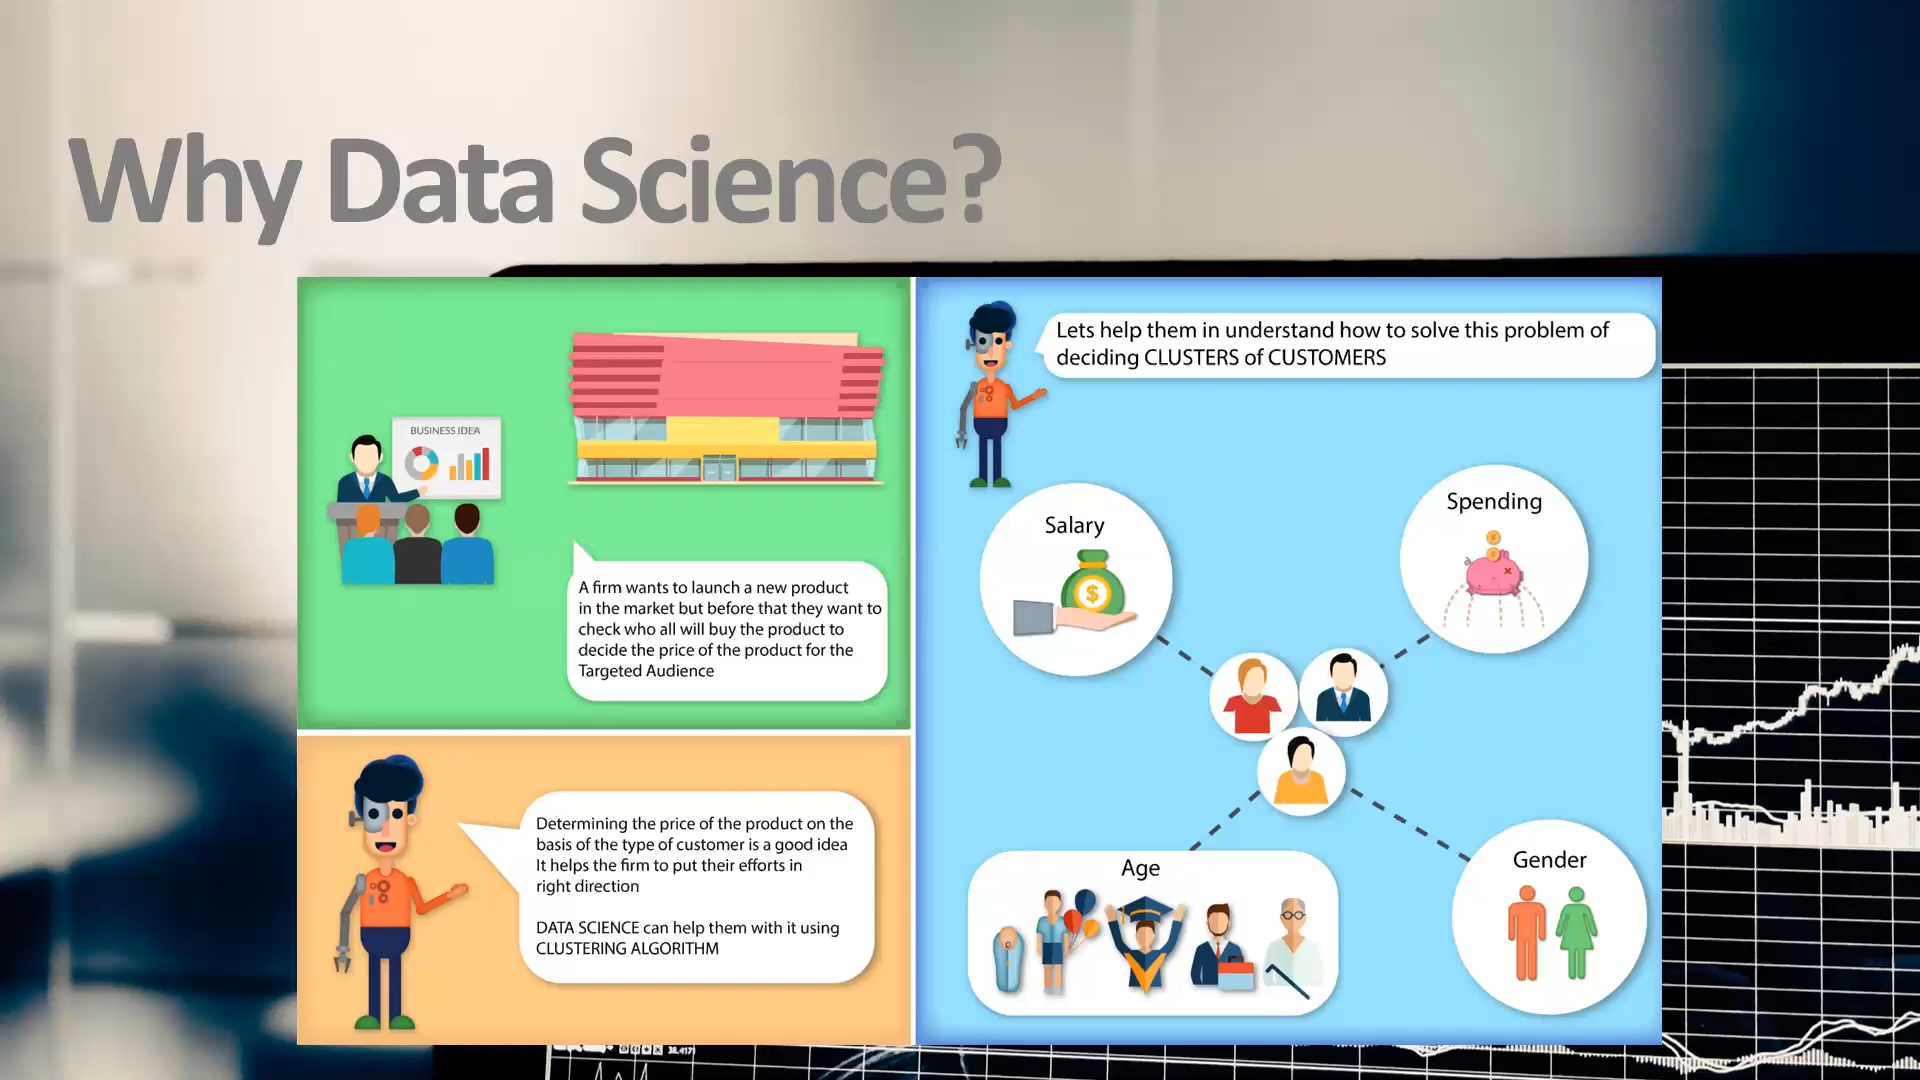 Why Data Science?
BUSINESS IDEA
A firm wants to launch a new product
in the market but before that they want to
check who all will buy the product to
decide the price of the product for the
Targeted Audience
Determining the price of the product on the
basis of the type of customer is a good idea
It helps the firm to put their efforts in
right direction
DATA SCIENCE can help them with it using
CLUSTERING ALGORITHM
Lets help them in understand how to solve this problem of
deciding CLUSTERS of CUSTOMERS
Salary
$
Spending
Age
Gender